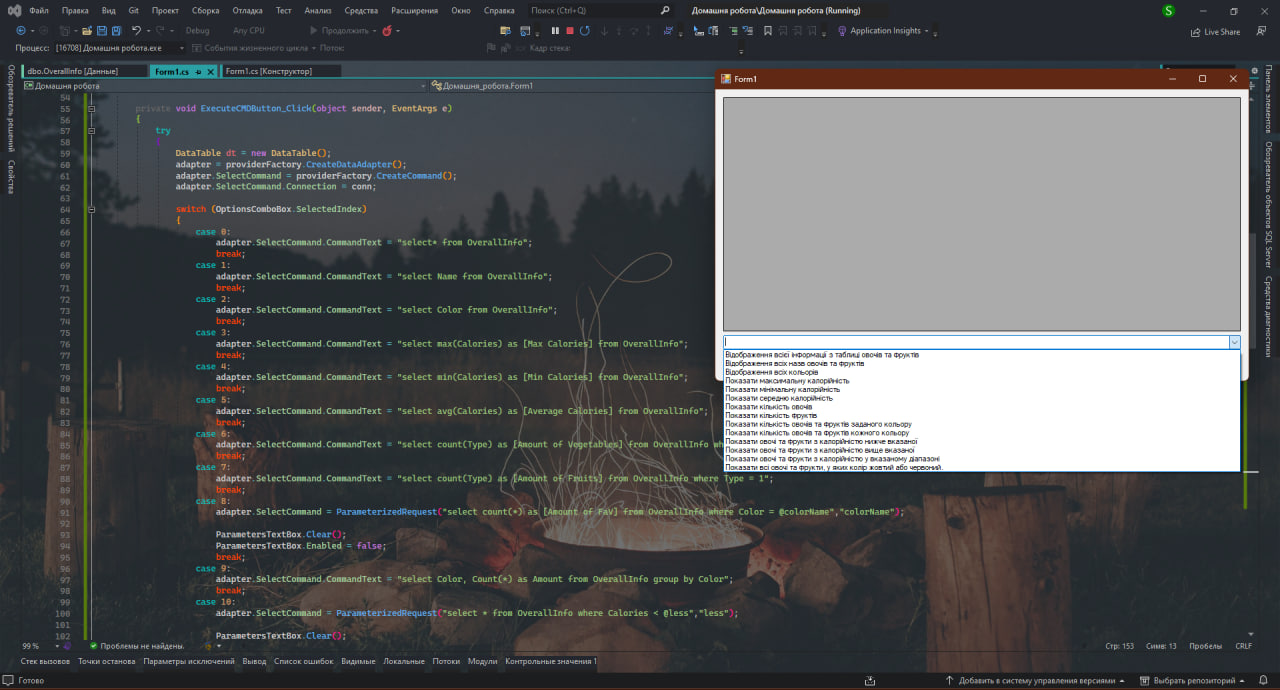 Файл Правка Вид Git Проект Сборка Отладка Тест Анализ Средства Расширения Окно Справка Поиск (Ctrl+Q) Домашня робота\Домашня робота (Running) S
Debug Any CPU Продолжить Application Insights Live Share
Процесс: [16708] Домашня робота.exe События жизненного цикла Поток: Кадр стека:
Обозреватель решений
Свойства
dbo.OverallInfo [Данные] Form1.cs Form1.cs [Конструктор]
Домашня робота Домашня_робота.Form1
54
55 private void ExecuteCMDButton_Click(object sender, EventArgs e)
56 {
57 try
58 {
59 DataTable dt = new DataTable();
60 adapter = providerFactory.CreateDataAdapter();
61 adapter.SelectCommand = providerFactory.CreateCommand();
62 adapter.SelectCommand.Connection = conn;
63
64 switch (OptionsComboBox.SelectedIndex)
65 {
66 case 0:
67 adapter.SelectCommand.CommandText = "select* from OverallInfo";
68 break;
69 case 1:
70 adapter.SelectCommand.CommandText = "select Name from OverallInfo";
71 break;
72 case 2:
73 adapter.SelectCommand.CommandText = "select Color from OverallInfo";
74 break;
75 case 3:
76 adapter.SelectCommand.CommandText = "select max(Calories) as [Max Calories] from OverallInfo";
77 break;
78 case 4:
79 adapter.SelectCommand.CommandText = "select min(Calories) as [Min Calories] from OverallInfo";
80 break;
81 case 5:
82 adapter.SelectCommand.CommandText = "select avg(Calories) as [Average Calories] from OverallInfo";
83 break;
84 case 6:
85 adapter.SelectCommand.CommandText = "select count(Type) as [Amount of Vegetables] from OverallInfo whe
86 break;
87 case 7:
88 adapter.SelectCommand.CommandText = "select count(Type) as [Amount of Fruits] from OverallInfo where Type = 1";
89 break;
90 case 8:
91 adapter.SelectCommand = ParameterizedRequest("select count(*) as [Amount of Fav] from OverallInfo where Color = @colorName","colorName");
92
93 ParametersTextBox.Clear();
94 ParametersTextBox.Enabled = false;
95 break;
96 case 9:
97 adapter.SelectCommand.CommandText = "select Color, Count(*) as Amount from OverallInfo group by Color";
98 break;
99 case 10:
100 adapter.SelectCommand = ParameterizedRequest("select * from OverallInfo where Calories < @less","less");
101
102 ParametersTextBox.Clear();
Form1
Відображення всієї інформації з таблиці овочів та фруктів
Відображення всіх назв овочів та фруктів
Відображення всіх кольорів
Показати максимальну калорійність
Показати мінімальну калорійність
Показати середню калорійність
Показати кількість овочів
Показати кількість фруктів
Показати кількість овочів та фруктів заданого кольору
Показати кількість овочів та фруктів кожного кольору
Показати овочі та фрукти з калорійністю нижче вказаної
Показати овочі та фрукти з калорійністю вище вказаної
Показати овочі та фрукти з калорійністю у вказаному діапазоні
Показати всі овочі та фрукти, у яких колір жовтий або червоний.
Панель элементов
Обозреватель объектов SQL Server
Средства диагностики
99 % Проблемы не найдены. Стр: 153 Симв: 13 Пробелы CRLF
Стек вызовов Точки останова Параметры исключений Вывод Список ошибок Видимые Локальные Потоки Модули Контрольные значения 1
Готово Добавить в систему управления версиями Выбрать репозиторий